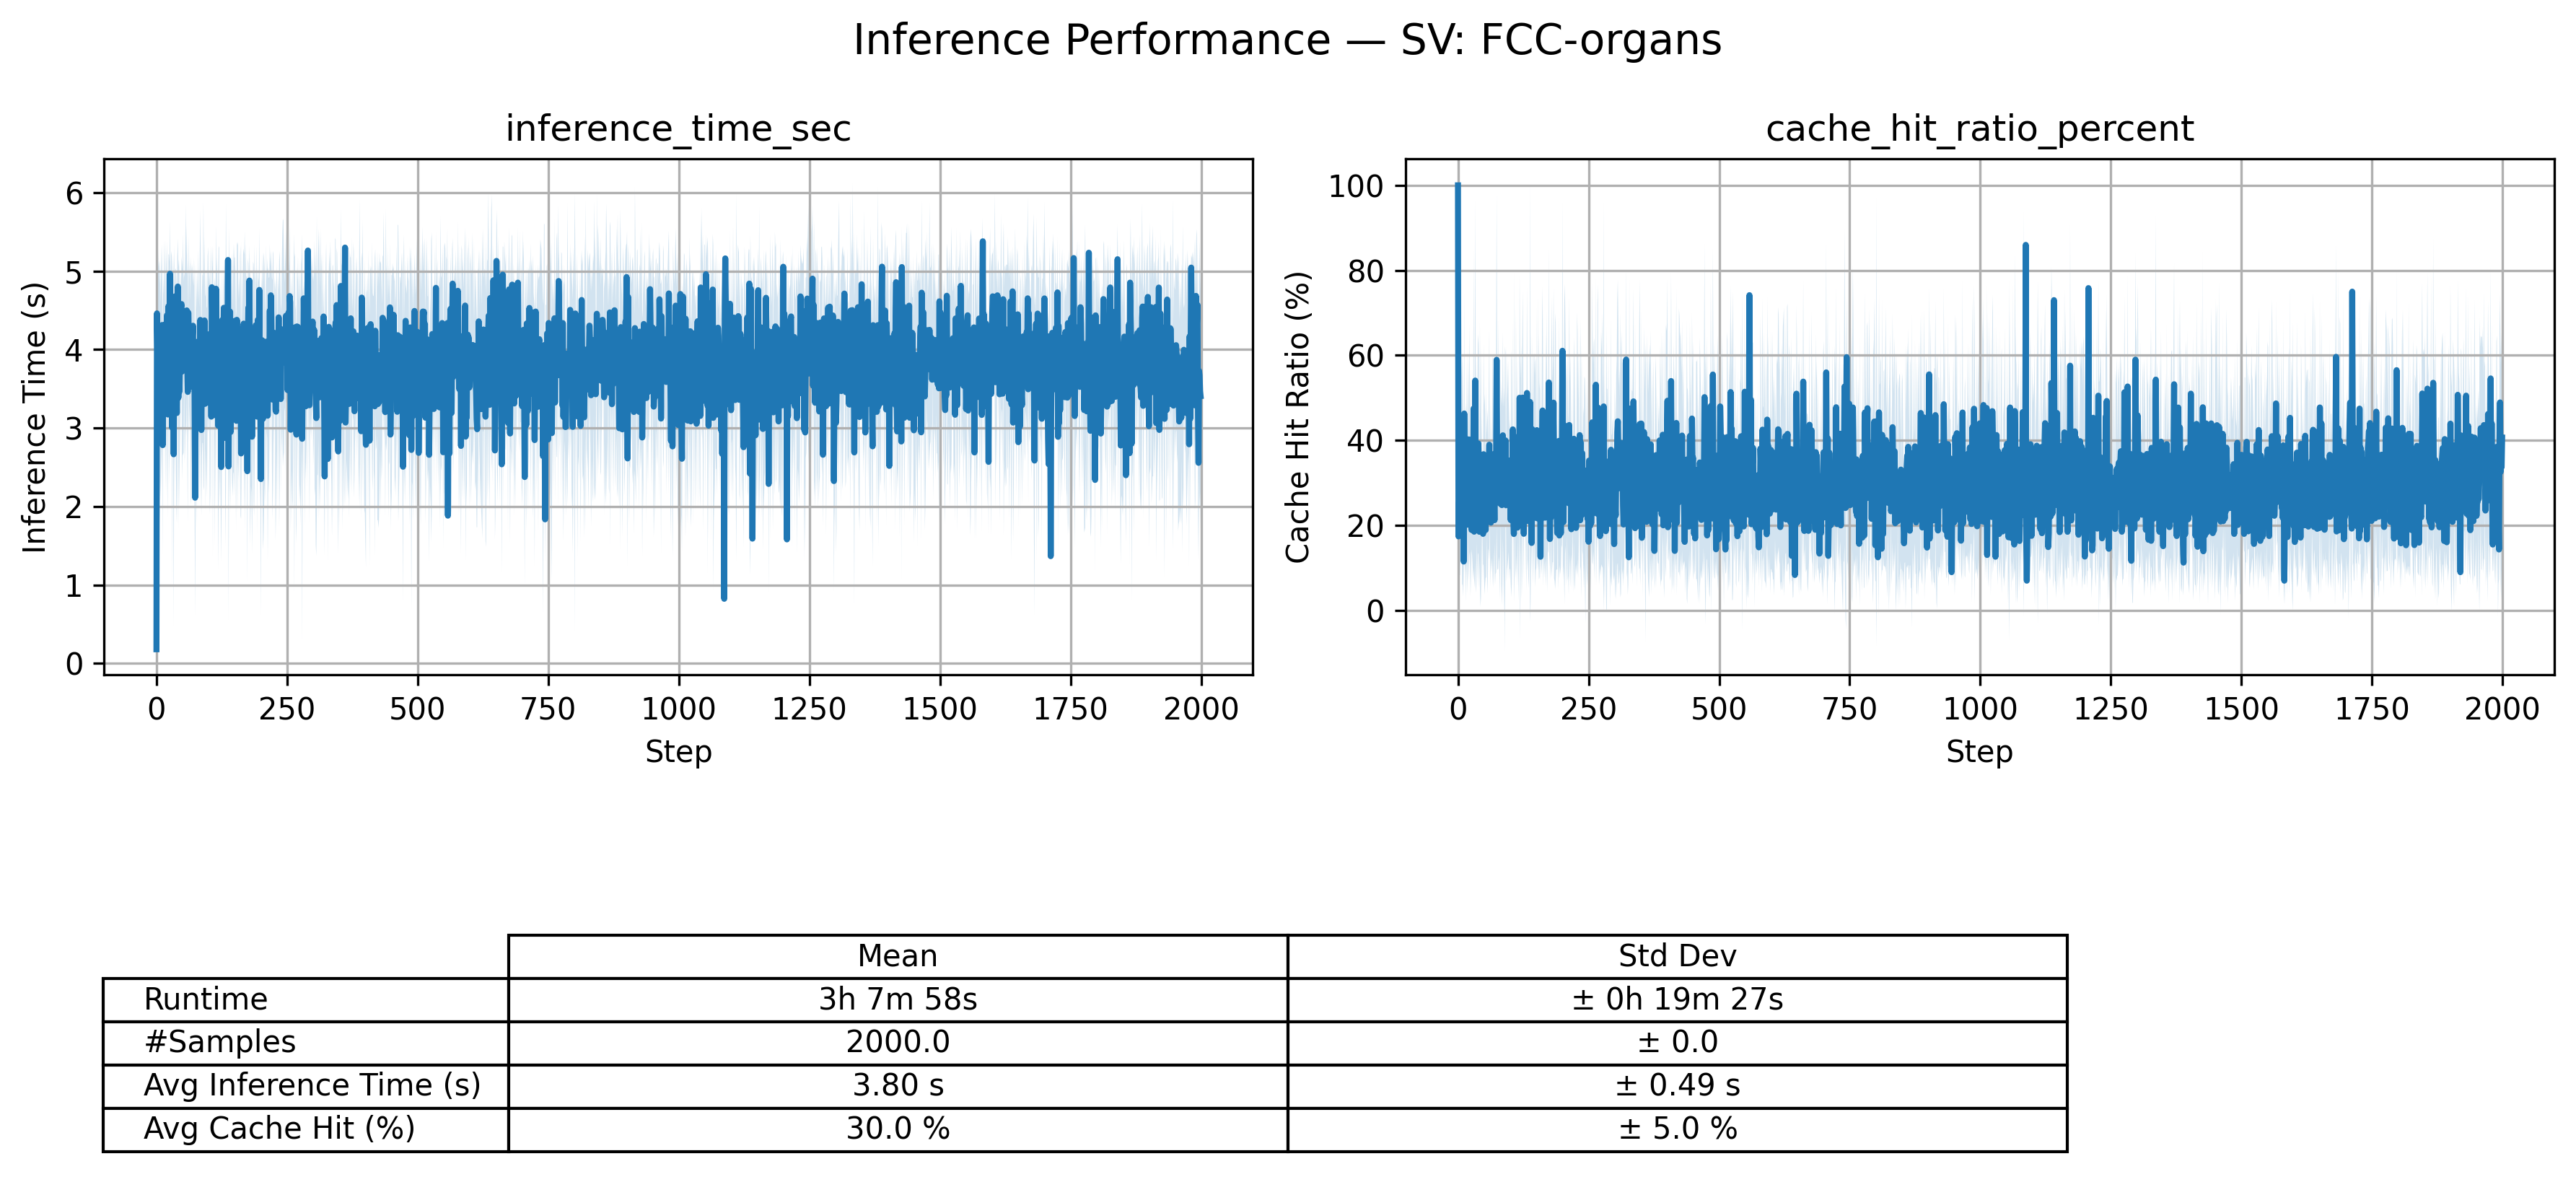 Inference Performance — SV: FCC-organs
inference_time_sec
Inference Time (s)
6
5
4
3
2
1
0
0 250 500 750 1000 1250 1500 1750 2000
Step
cache_hit_ratio_percent
Cache Hit Ratio (%)
100
80
60
40
20
0
0 250 500 750 1000 1250 1500 1750 2000
Step
Mean Std Dev
Runtime 3h 7m 58s ± 0h 19m 27s
#Samples 2000.0 ± 0.0
Avg Inference Time (s) 3.80 s ± 0.49 s
Avg Cache Hit (%) 30.0 % ± 5.0 %